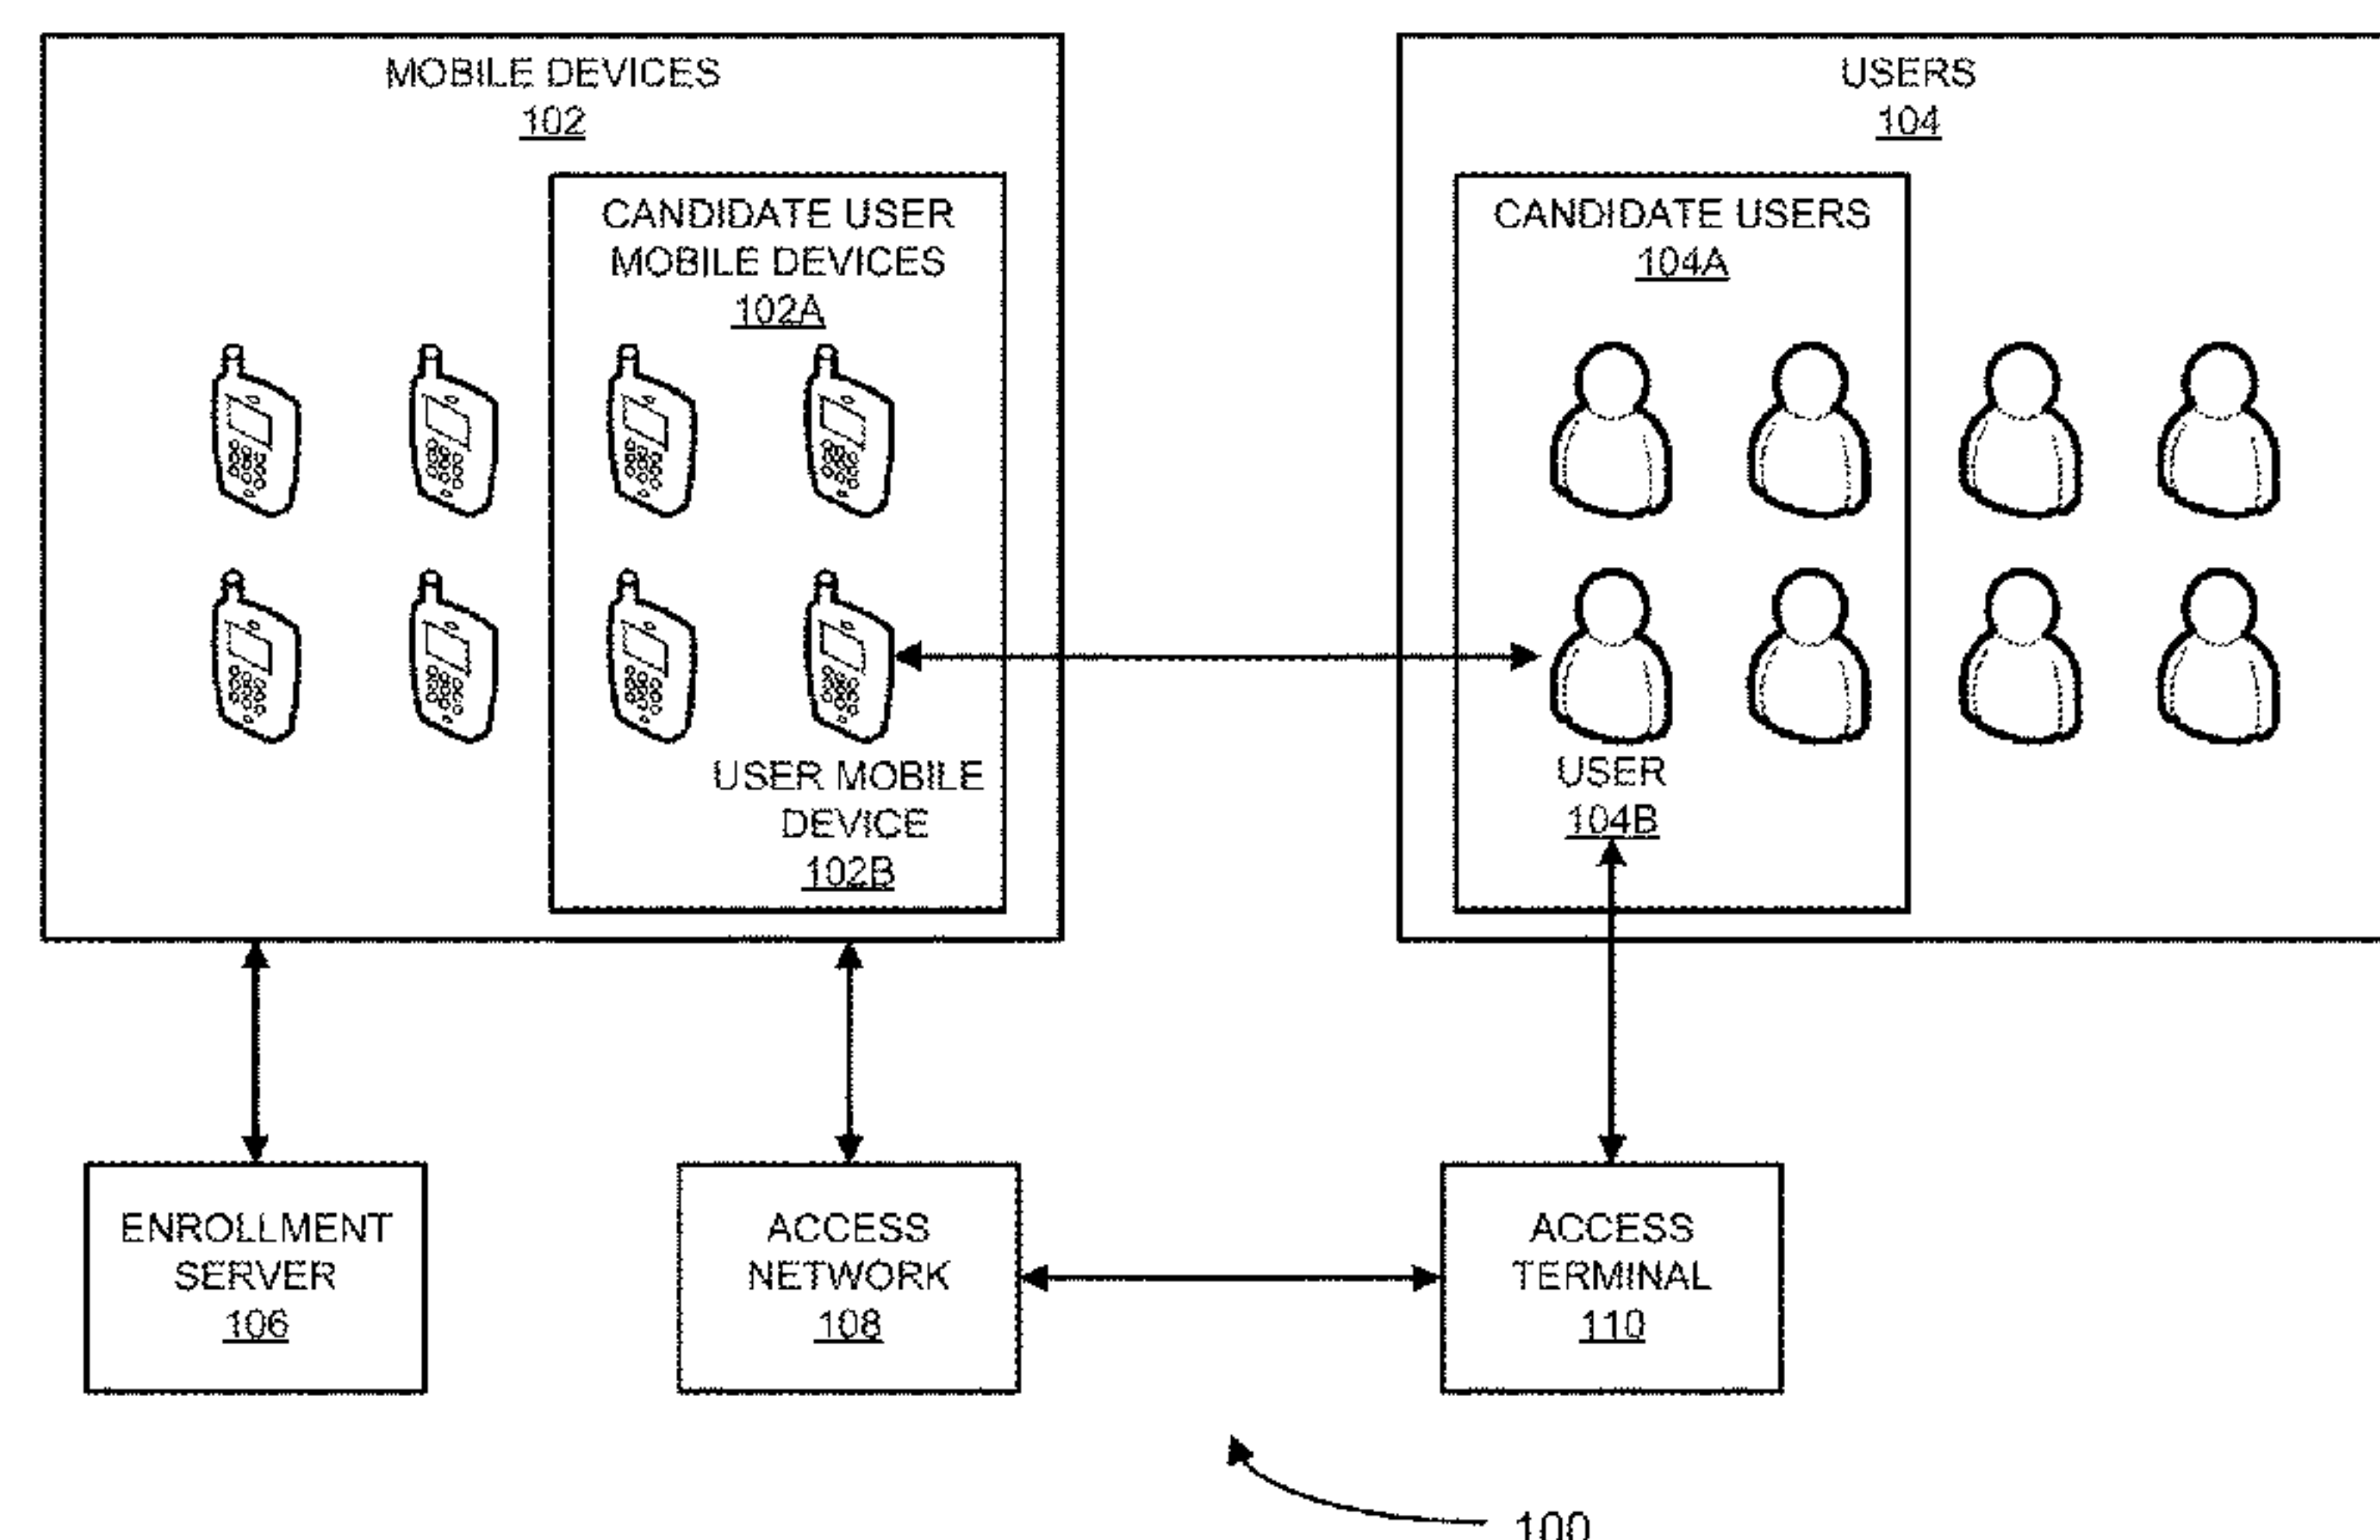 MOBILE DEVICES
102
CANDIDATE USER
MOBILE DEVICES
102A
USER MOBILE
DEVICE
102B
USERS
104
CANDIDATE USERS
104A
USER
104B
ENROLLMENT
SERVER
106
ACCESS
NETWORK
108
ACCESS
TERMINAL
110
100